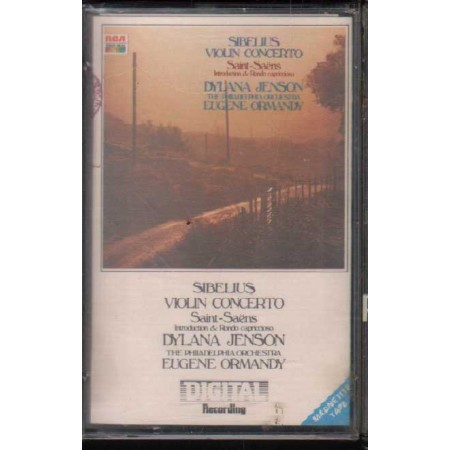 RCA
SIBELIUS
VIOLIN CONCERTO
Saint-Saëns
Introduction & Rondo capriccioso
DYLANA JENSON
THE PHILADELPHIA ORCHESTRA
EUGENE ORMANDY
SIBELIUS
VIOLIN CONCERTO
Saint-Saëns
Introduction & Rondo capriccioso
DYLANA JENSON
THE PHILADELPHIA ORCHESTRA
EUGENE ORMANDY
DIGITAL
Recording
TAPE